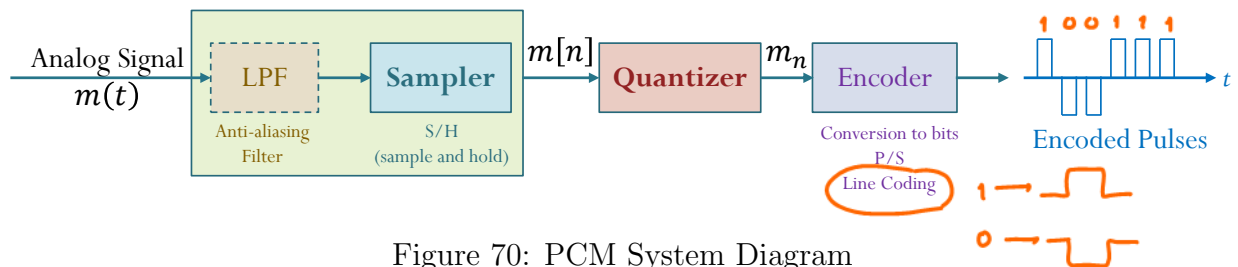 1 0 0 1 1 1
Analog Signal
m(t)
LPF
Sampler
m[n]
Quantizer
mₙ
Encoder
t
Anti-aliasing
Filter
S/H
(sample and hold)
Conversion to bits
P/S
Line Coding
Encoded Pulses
1
0
Figure 70: PCM System Diagram